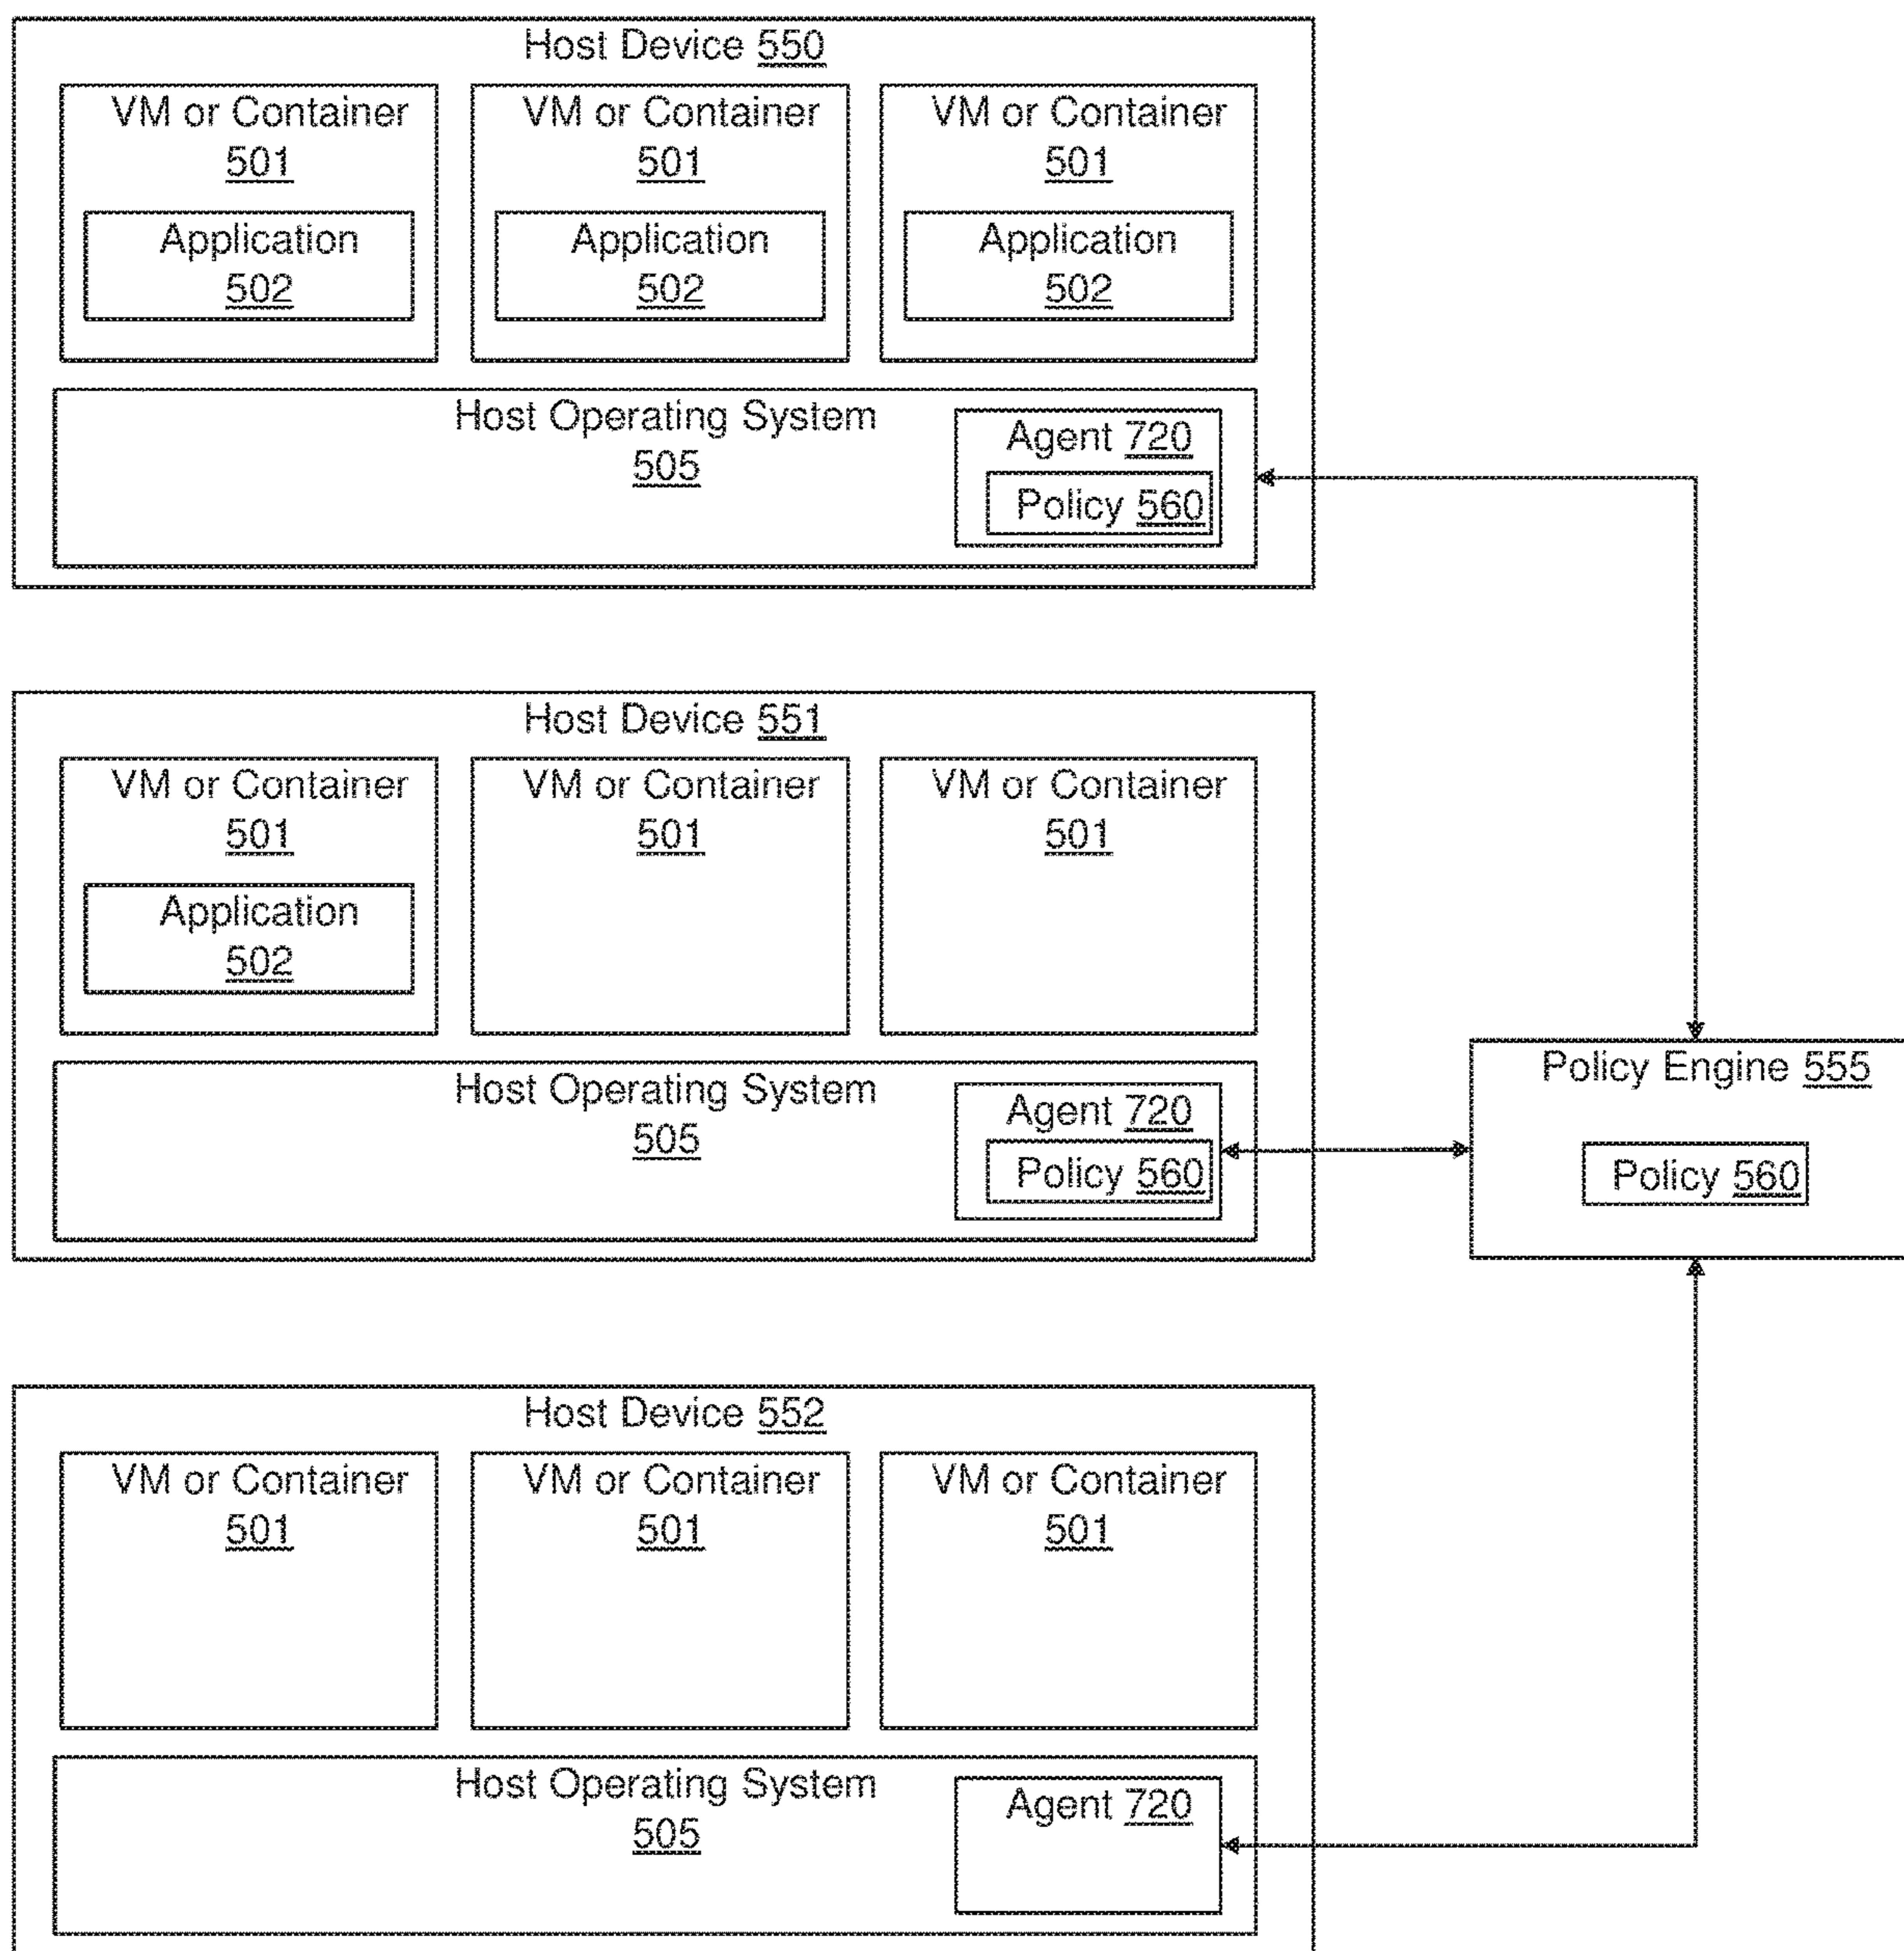 Host Device 550
VM or Container
501
Application
502
VM or Container
501
Application
502
VM or Container
501
Application
502
Host Operating System
505
Agent 720
Policy 560
Host Device 551
VM or Container
501
Application
502
VM or Container
501
VM or Container
501
Host Operating System
505
Agent 720
Policy 560
Policy Engine 555
Policy 560
Host Device 552
VM or Container
501
VM or Container
501
VM or Container
501
Host Operating System
505
Agent 720